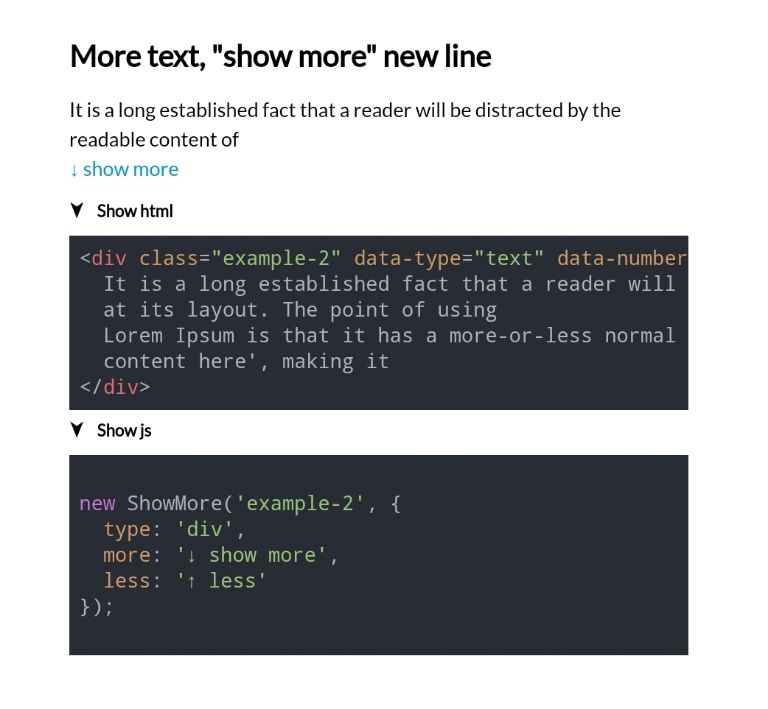 More text, "show more" new line
It is a long established fact that a reader will be distracted by the
readable content of
↓ show more
Show html
<div class="example-2" data-type="text" data-number
It is a long established fact that a reader will
at its layout. The point of using
Lorem Ipsum is that it has a more-or-less normal
content here', making it
</div>
Show js
new ShowMore('example-2', {
type: 'div',
more: '↓ show more',
less: '↑ less'
});